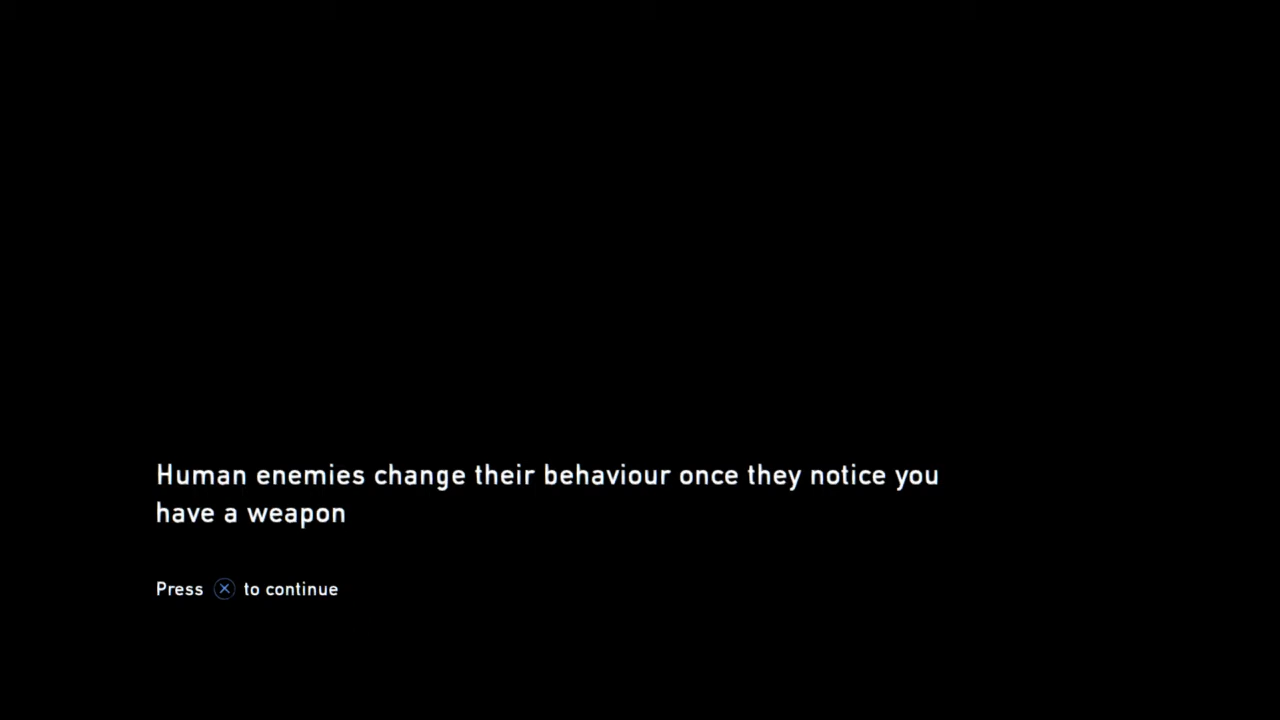 Human enemies change their behaviour once they notice you
have a weapon
Press ⓧ to continue